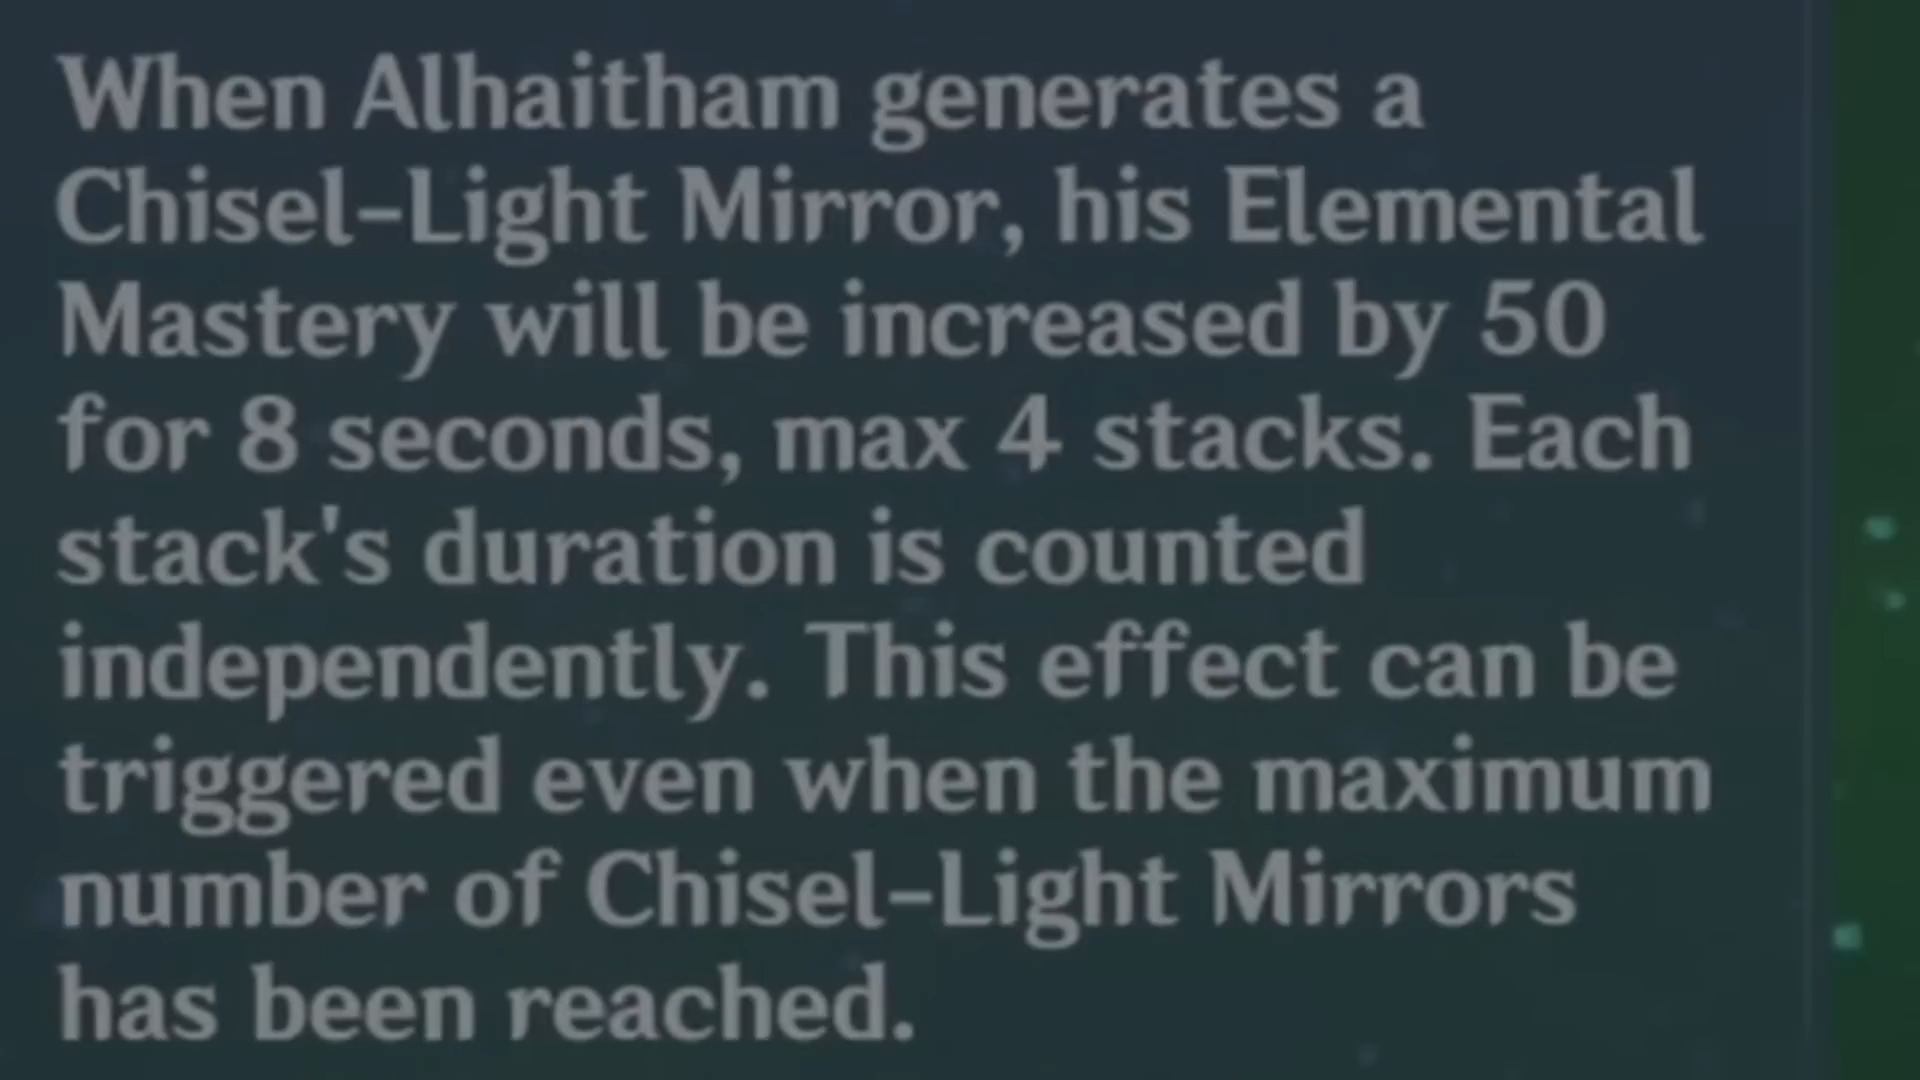 When Alhaitham generates a
Chisel-Light Mirror, his Elemental
Mastery will be increased by 50
for 8 seconds, max 4 stacks. Each
stack's duration is counted
independently. This effect can be
triggered even when the maximum
number of Chisel-Light Mirrors
has been reached.